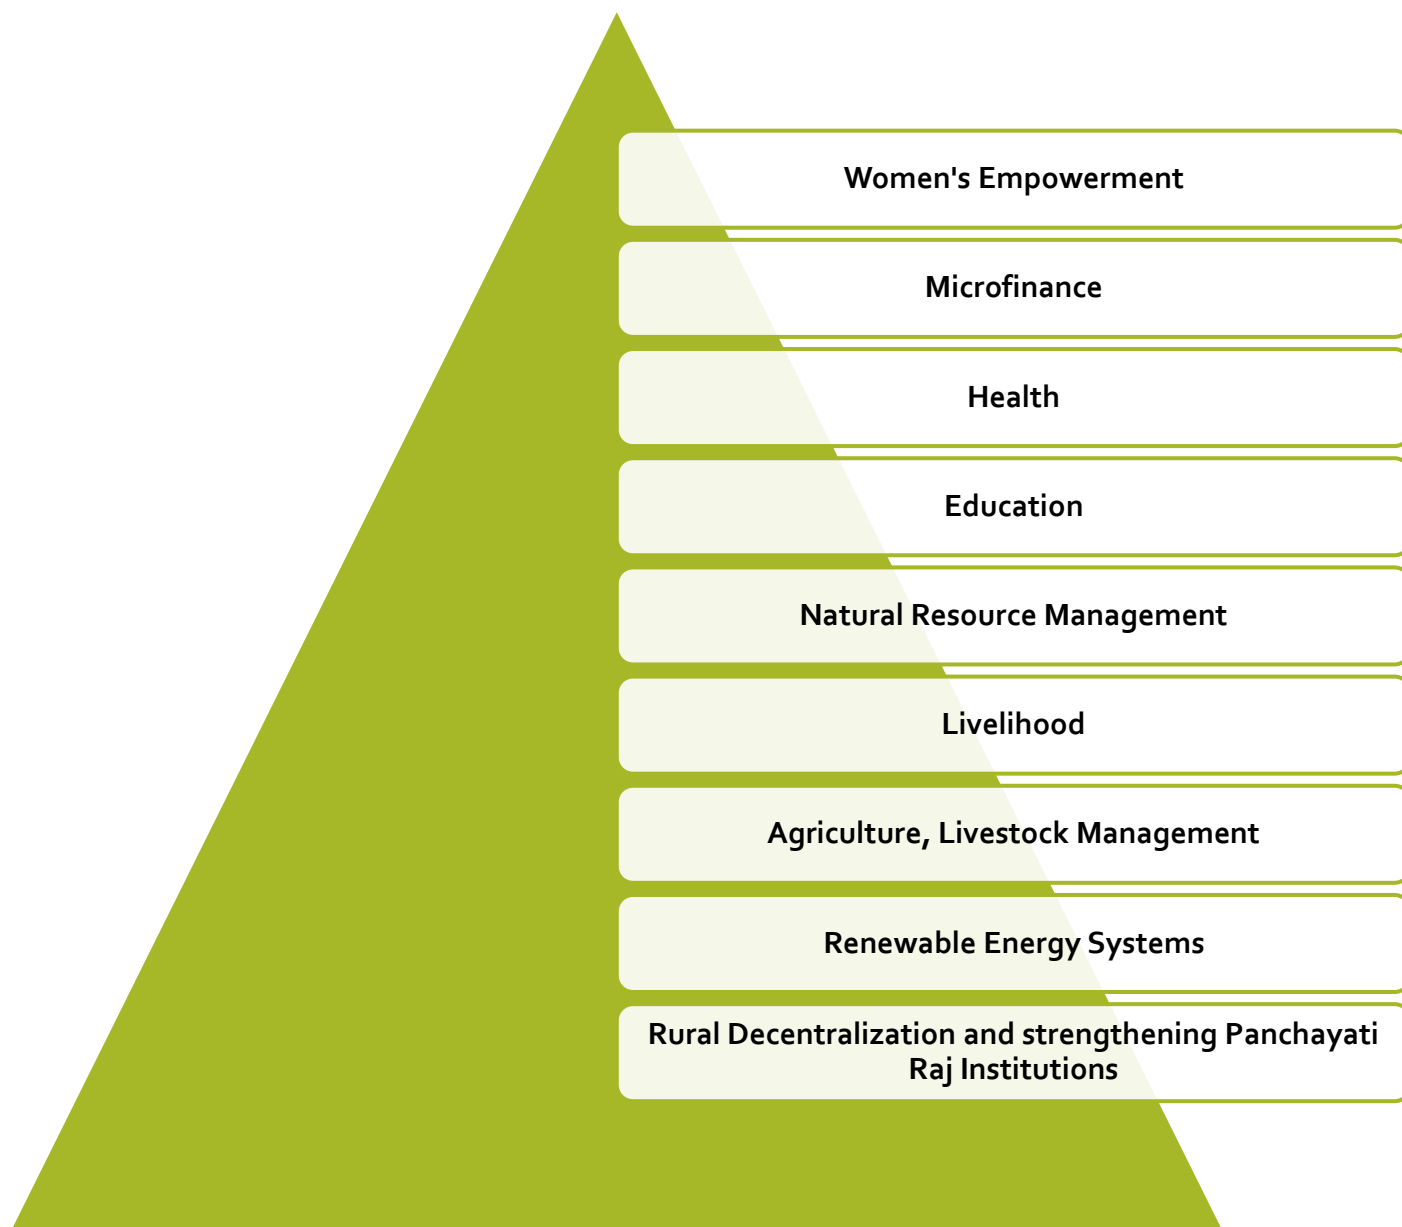 Women's Empowerment
Microfinance
Health
Education
Natural Resource Management
Livelihood
Agriculture, Livestock Management
Renewable Energy Systems
Rural Decentralization and strengthening Panchayati
Raj Institutions